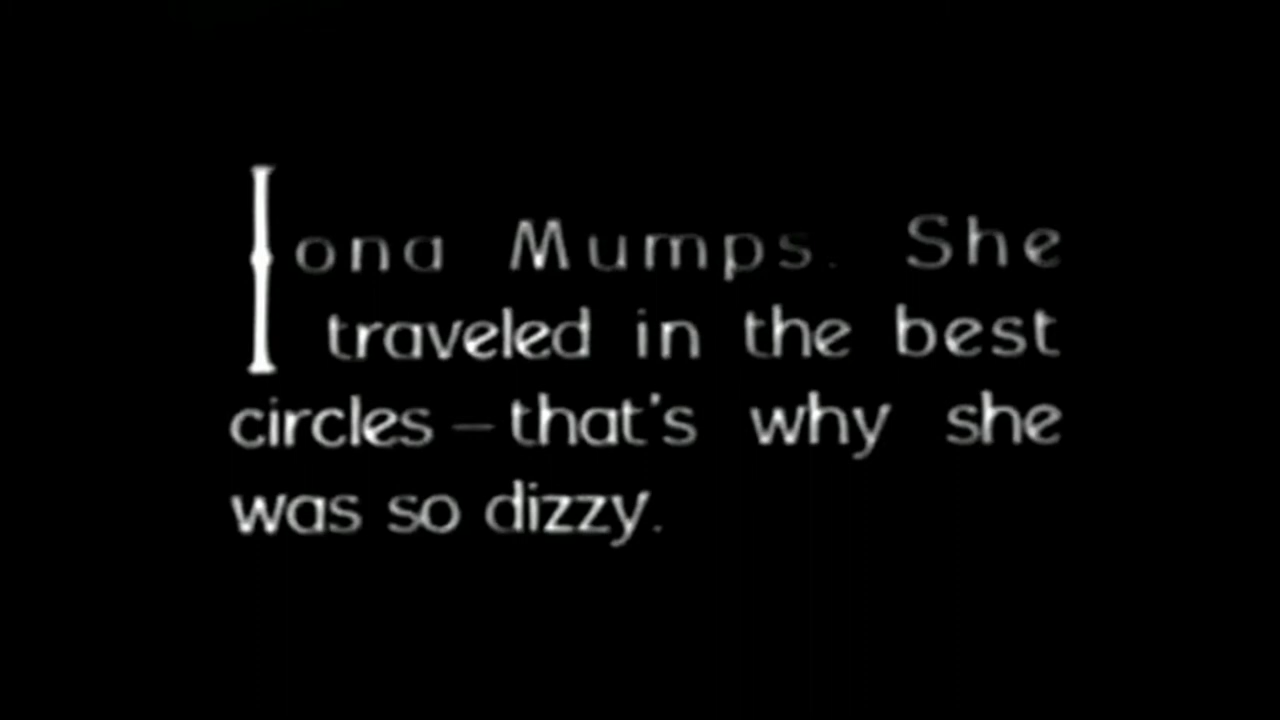 Iona Mumps. She
traveled in the best
circles – that's why she
was so dizzy.